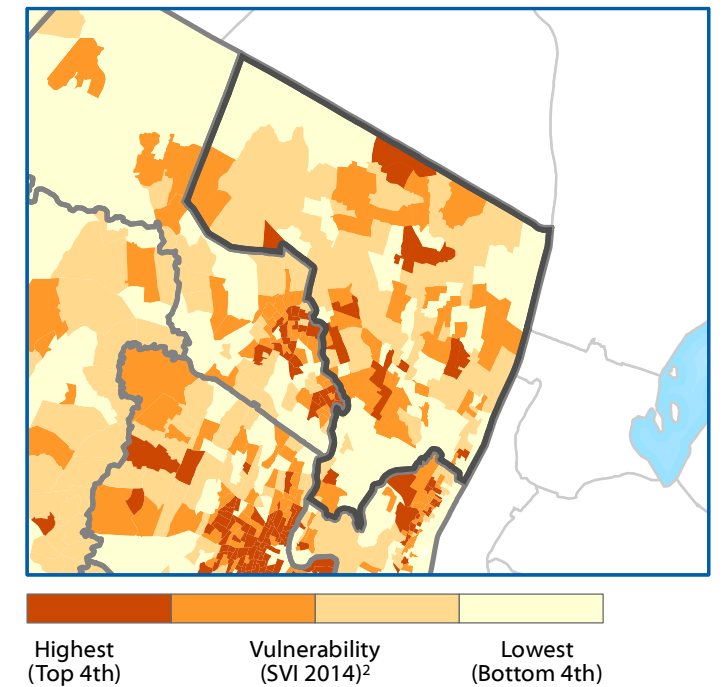 Highest Vulnerability Lowest
(Top 4th) (SVI 2014)² (Bottom 4th)